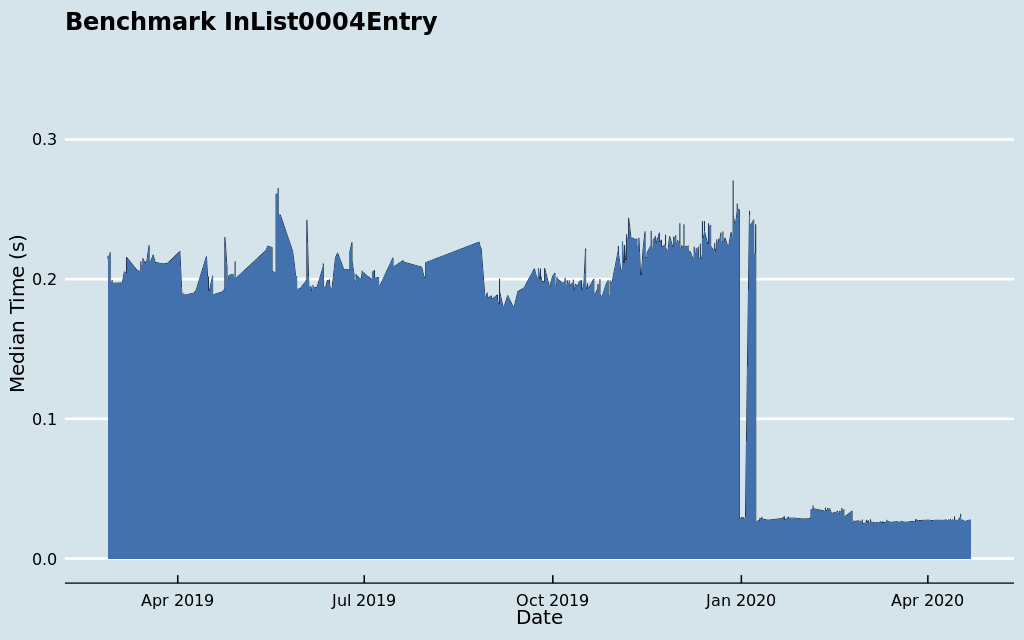 Benchmark InList0004Entry
0.3
0.2
0.1
0.0
Median Time (s)
Apr 2019
Jul 2019
Oct 2019
Jan 2020
Apr 2020
Date